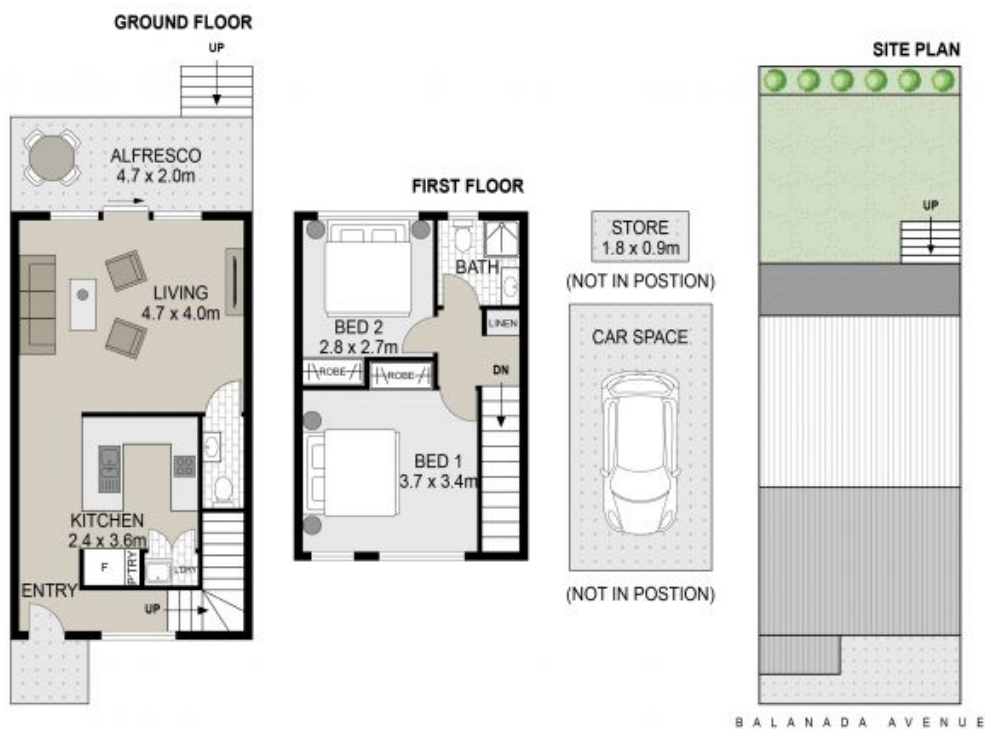 GROUND FLOOR
UP
ALFRESCO
4.7 x 2.0m
LIVING
4.7 x 4.0m
KITCHEN
2.4 x 3.6m
F
P'TRY
L'DRY
ENTRY
UP
FIRST FLOOR
BATH
BED 2
2.8 x 2.7m
LINEN
ROBE
ROBE
DN
BED 1
3.7 x 3.4m
STORE
1.8 x 0.9m
(NOT IN POSTION)
CAR SPACE
(NOT IN POSTION)
SITE PLAN
UP
BALANADA AVENUE